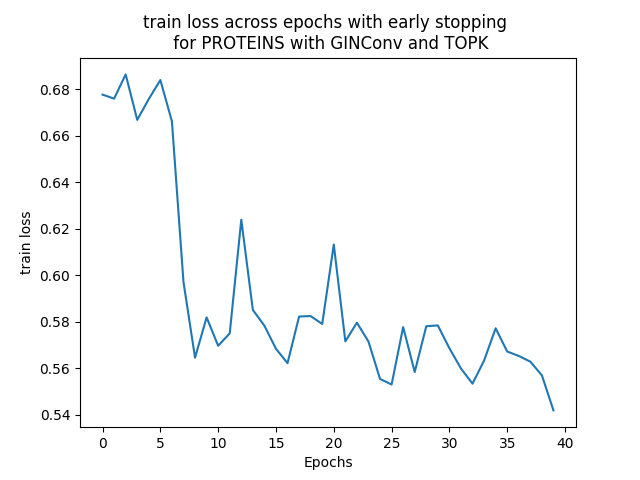 train loss across epochs with early stopping
for PROTEINS with GINConv and TOPK
train loss
0.68
0.66
0.64
0.62
0.60
0.58
0.56
0.54
0 5 10 15 20 25 30 35 40
Epochs